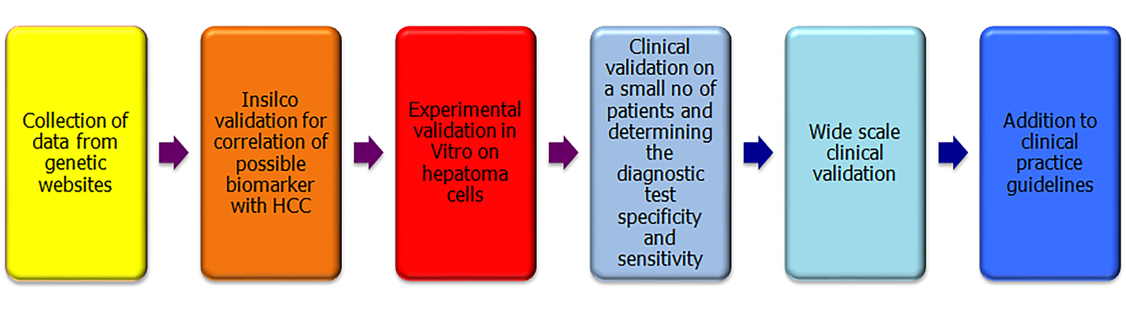 Collection of
data from
genetic
websites
Insilco
validation for
correlation of
possible
biomarker
with HCC
Experimental
validation in
Vitro on
hepatoma
cells
Clinical
validation on
a small no of
patients and
determining
the
diagnostic
test
specificity
and
sensitivity
Wide scale
clinical
validation
Addition to
clinical
practice
guidelines